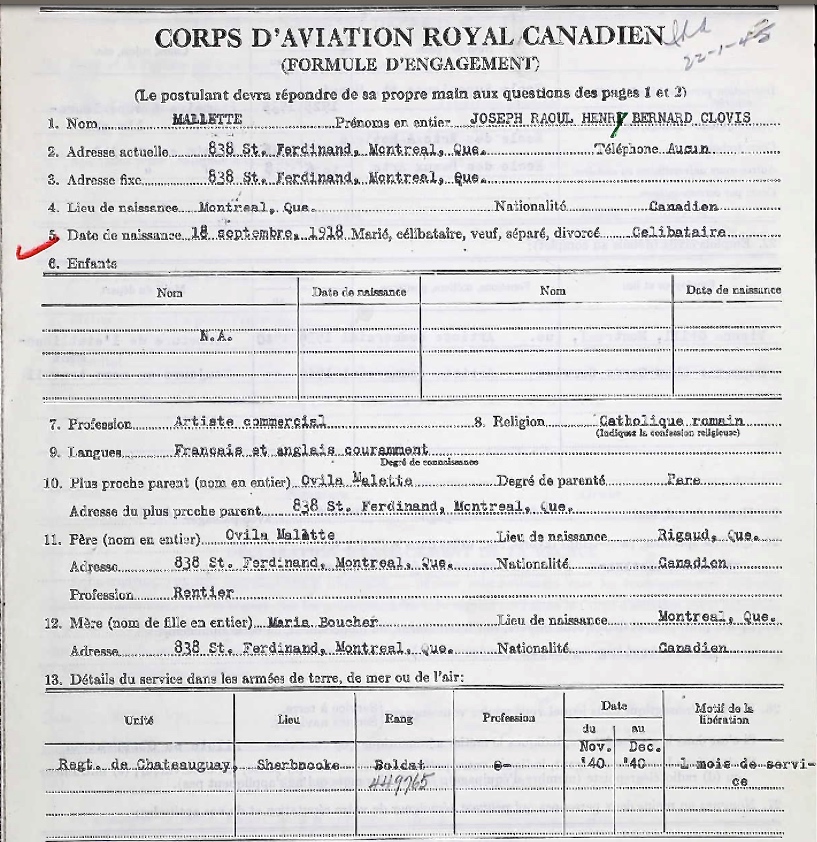 CORPS D'AVIATION ROYAL CANADIEN
22-1-45
(FORMULE D'ENGAGEMENT)
(Le postulant devra répondre de sa propre main aux questions des pages 1 et 2)
1. Nom MALLETTE Prénoms en entier JOSEPH RAOUL HENRY BERNARD CLOVIS
2. Adresse actuelle 838 St. Ferdinand, Montreal, Que. Téléphone Aucun
3. Adresse fixe 838 St. Ferdinand, Montreal, Que.
4. Lieu de naissance Montreal, Que. Nationalité Canadien
5. Date de naissance 18 septembre, 1918 Marié, célibataire, veuf, séparé, divorcé Celibataire
6. Enfants
Nom Date de naissance Nom Date de naissance
N.A.
7. Profession Artiste commercial 8. Religion Catholique romain
(Indiquez la confession religieuse)
9. Langues Francais et anglais couramment
Degré de connaissance
10. Plus proche parent (nom en entier) Ovila Malette Degré de parenté Pere
Adresse du plus proche parent 838 St. Ferdinand, Montreal, Que.
11. Père (nom en entier) Ovila Malette Lieu de naissance Rigaud, Que.
Adresse 838 St. Ferdinand, Montreal, Que. Nationalité Canadien
Profession Rentier
12. Mère (nom de fille en entier) Maria Boucher Lieu de naissance Montreal, Que.
Adresse 838 St. Ferdinand, Montreal, Que. Nationalité Canadien
13. Détails du service dans les armées de terre, de mer ou de l'air:
Unité Lieu Rang Profession Date Motif de la libération
du au
Nov. Dec.
Regt. de Chateauguay, Sherbrooke Soldat '40 '40 1 mois de servi-
449765 ce